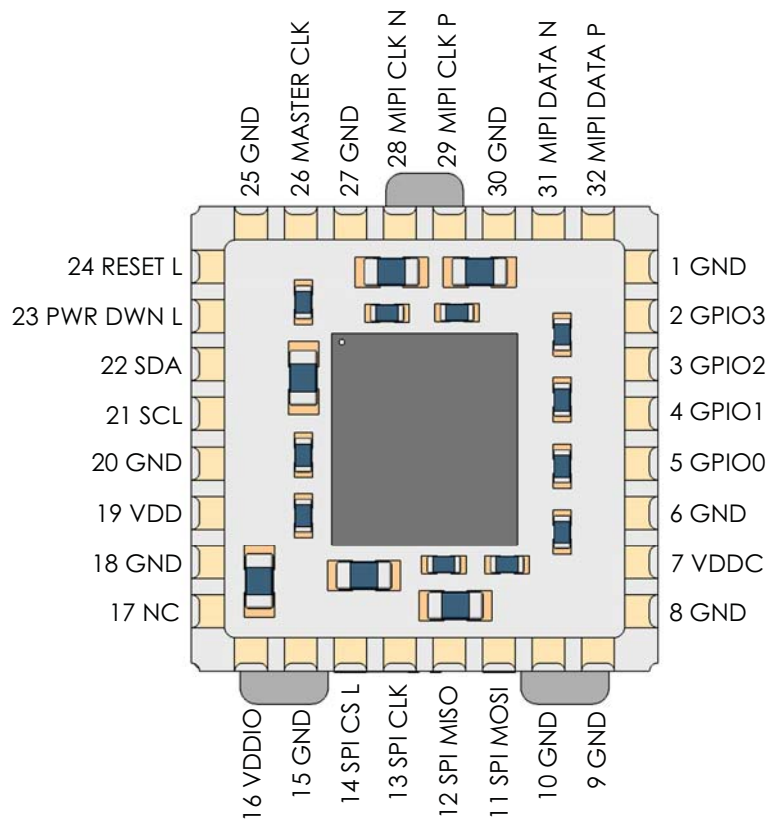 25 GND
26 MASTER CLK
27 GND
28 MIPI CLK N
29 MIPI CLK P
30 GND
31 MIPI DATA N
32 MIPI DATA P
24 RESET L
23 PWR DWN L
22 SDA
21 SCL
20 GND
19 VDD
18 GND
17 NC
1 GND
2 GPIO3
3 GPIO2
4 GPIO1
5 GPIO0
6 GND
7 VDDC
8 GND
16 VDDIO
15 GND
14 SPI CS L
13 SPI CLK
12 SPI MISO
11 SPI MOSI
10 GND
9 GND